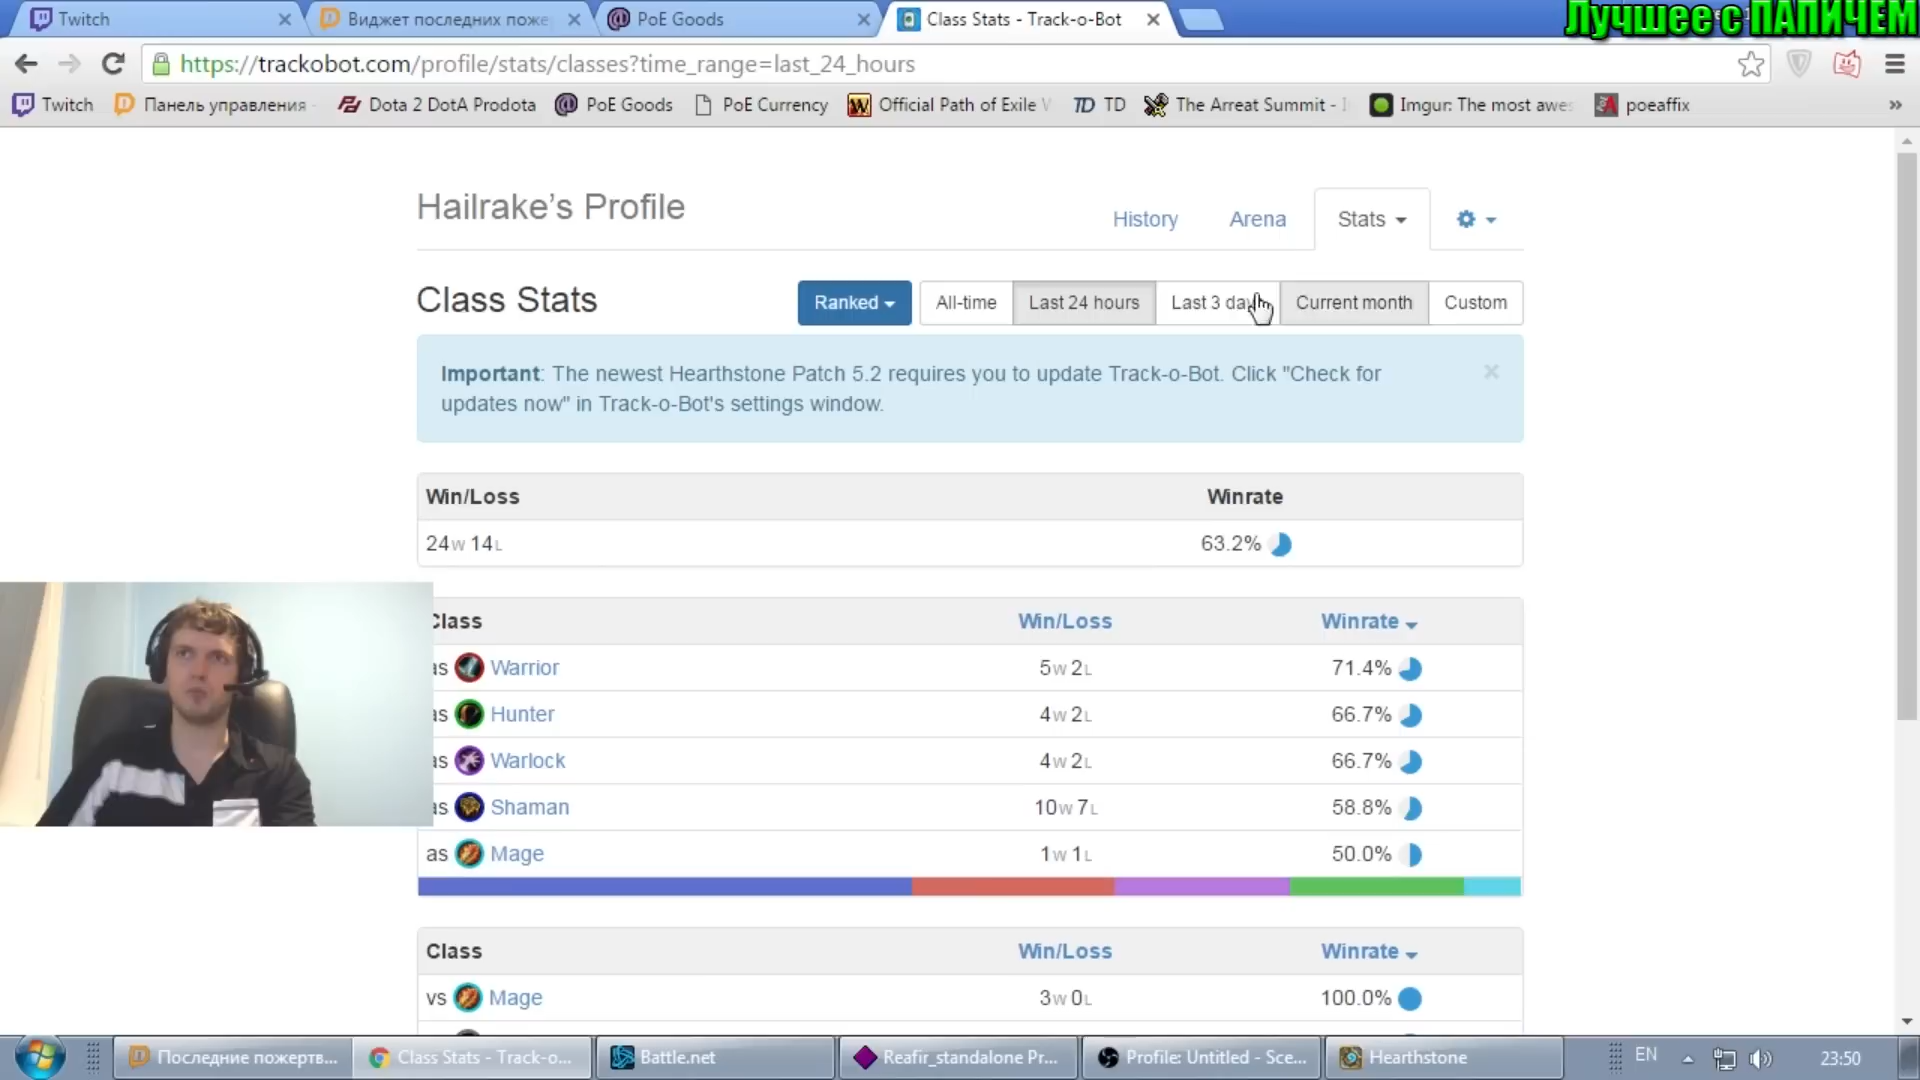 Twitch
Виджет последних поже
PoE Goods
Class Stats - Track-o-Bot
Лучшее с ПАПИЧЕМ
https://trackobot.com/profile/stats/classes?time_range=last_24_hours
Twitch
Панель управления
Dota 2 DotA Prodota
PoE Goods
PoE Currency
Official Path of Exile
TD TD
The Arreat Summit -
Imgur: The most awe
poeaffix
Hailrake's Profile
History
Arena
Stats
Class Stats
Ranked
All-time
Last 24 hours
Last 3 da
Current month
Custom
Important: The newest Hearthstone Patch 5.2 requires you to update Track-o-Bot. Click "Check for
updates now" in Track-o-Bot's settings window.
Win/Loss Winrate
24W 14L 63.2%
Class Win/Loss Winrate
as Warrior 5W 2L 71.4%
as Hunter 4W 2L 66.7%
as Warlock 4W 2L 66.7%
as Shaman 10W 7L 58.8%
as Mage 1W 1L 50.0%
Class Win/Loss Winrate
vs Mage 3W 0L 100.0%
Последние пожертв...
Class Stats - Track-o...
Battle.net
Reafir_standalone Pr...
Profile: Untitled - Sce...
Hearthstone
EN
23:50